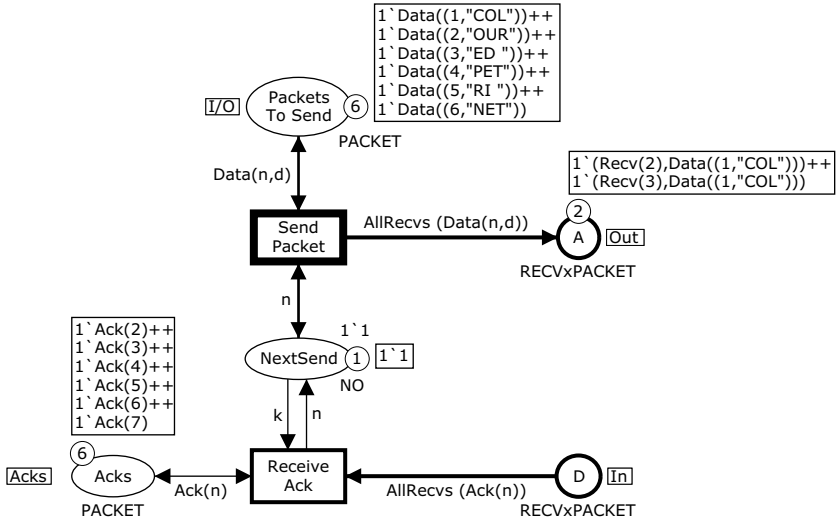 1`Data((1,"COL"))++
1`Data((2,"OUR"))++
1`Data((3,"ED "))++
1`Data((4,"PET"))++
1`Data((5,"RI "))++
1`Data((6,"NET"))
I/O
Packets
To Send
6
PACKET
Data(n,d)
1`(Recv(2),Data((1,"COL")))++
1`(Recv(3),Data((1,"COL")))
2
Send
Packet
AllRecvs (Data(n,d))
A
Out
RECVxPACKET
n
1`Ack(2)++
1`Ack(3)++
1`Ack(4)++
1`Ack(5)++
1`Ack(6)++
1`Ack(7)
1`1
NextSend
1
1`1
NO
k
n
6
Acks
Acks
Ack(n)
PACKET
Receive
Ack
AllRecvs (Ack(n))
D
In
RECVxPACKET